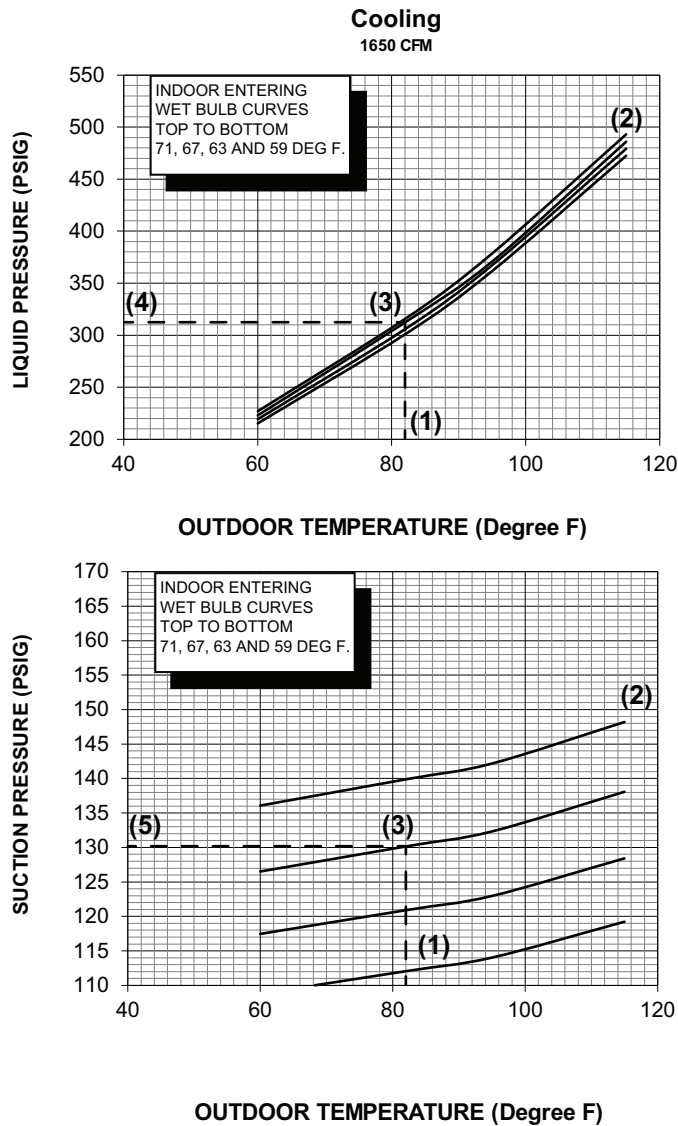 Cooling
1650 CFM
LIQUID PRESSURE (PSIG)
550
500
450
400
350
300
250
200
INDOOR ENTERING
WET BULB CURVES
TOP TO BOTTOM
71, 67, 63 AND 59 DEG F.
(2)
(4)
(3)
(1)
40
60
80
100
120
OUTDOOR TEMPERATURE (Degree F)
SUCTION PRESSURE (PSIG)
170
165
160
155
150
145
140
135
130
125
120
115
110
INDOOR ENTERING
WET BULB CURVES
TOP TO BOTTOM
71, 67, 63 AND 59 DEG F.
(2)
(5)
(3)
(1)
40
60
80
100
120
OUTDOOR TEMPERATURE (Degree F)